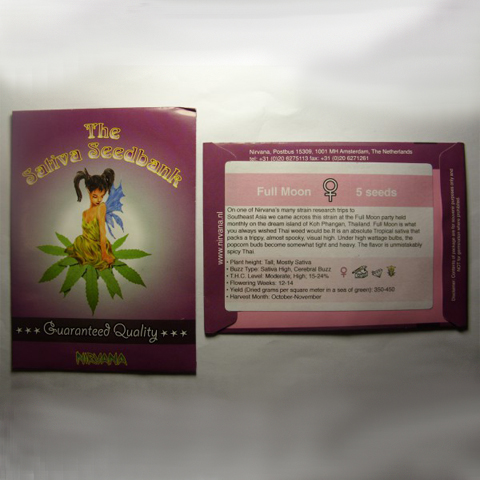 The
Sativa Seedbank
★★★ Guaranteed Quality ★★★
NIRVANA
Nirvana, Postbus 15309, 1001 MH Amsterdam, The Netherlands
tel: +31 (0)20 6275113 fax: +31 (0)20 6271261
www.nirvana.nl
Full Moon ♀ 5 seeds
On one of Nirvana's many strain research trips to
Southeast Asia we came across this strain at the Full Moon party held
monthly on the dream island of Koh Phangan, Thailand. Full Moon is what
you always wished Thai weed would be. It is an absolute Tropical sativa that
packs a trippy, almost spooky, visual high. Under high wattage bulbs, the
popcorn buds become somewhat tight and heavy. The flavor is unmistakably
spicy Thai.
• Plant height: Tall, Mostly Sativa
• Buzz Type: Sativa High, Cerebral Buzz
• T.H.C. Level: Moderate, High; 15-24%
• Flowering Weeks: 12-14
• Yield (Dried grams per square meter in a sea of green): 350-450
• Harvest Month: October-November